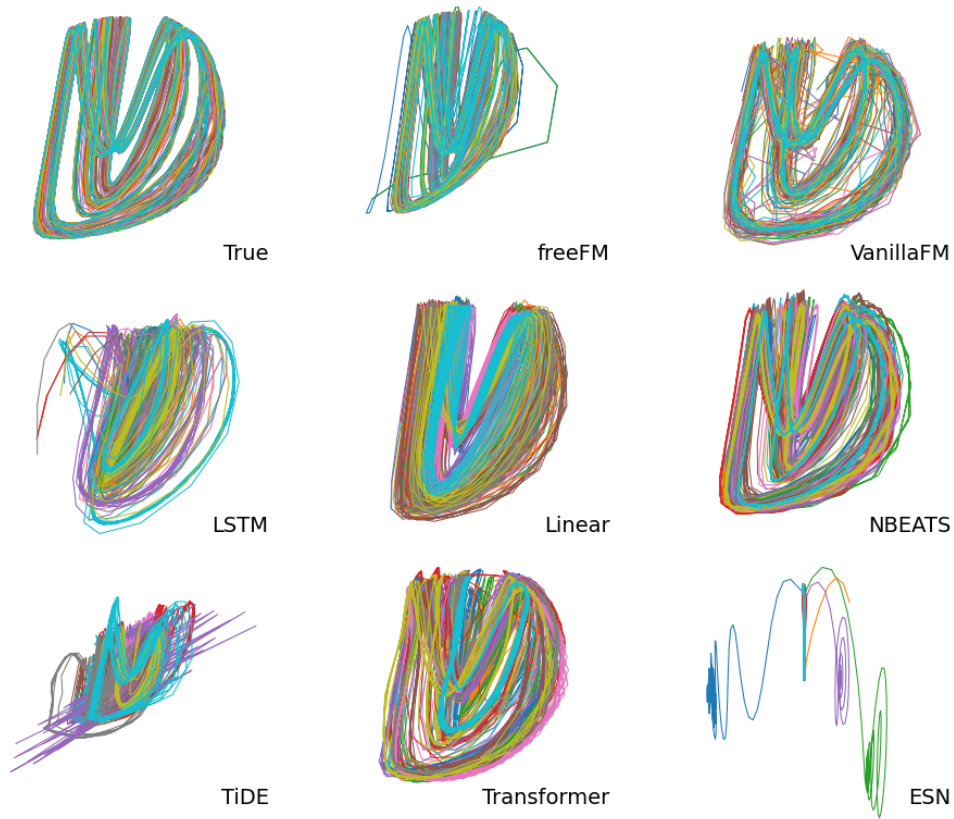 True
freeFM
VanillaFM
LSTM
Linear
NBEATS
TiDE
Transformer
ESN